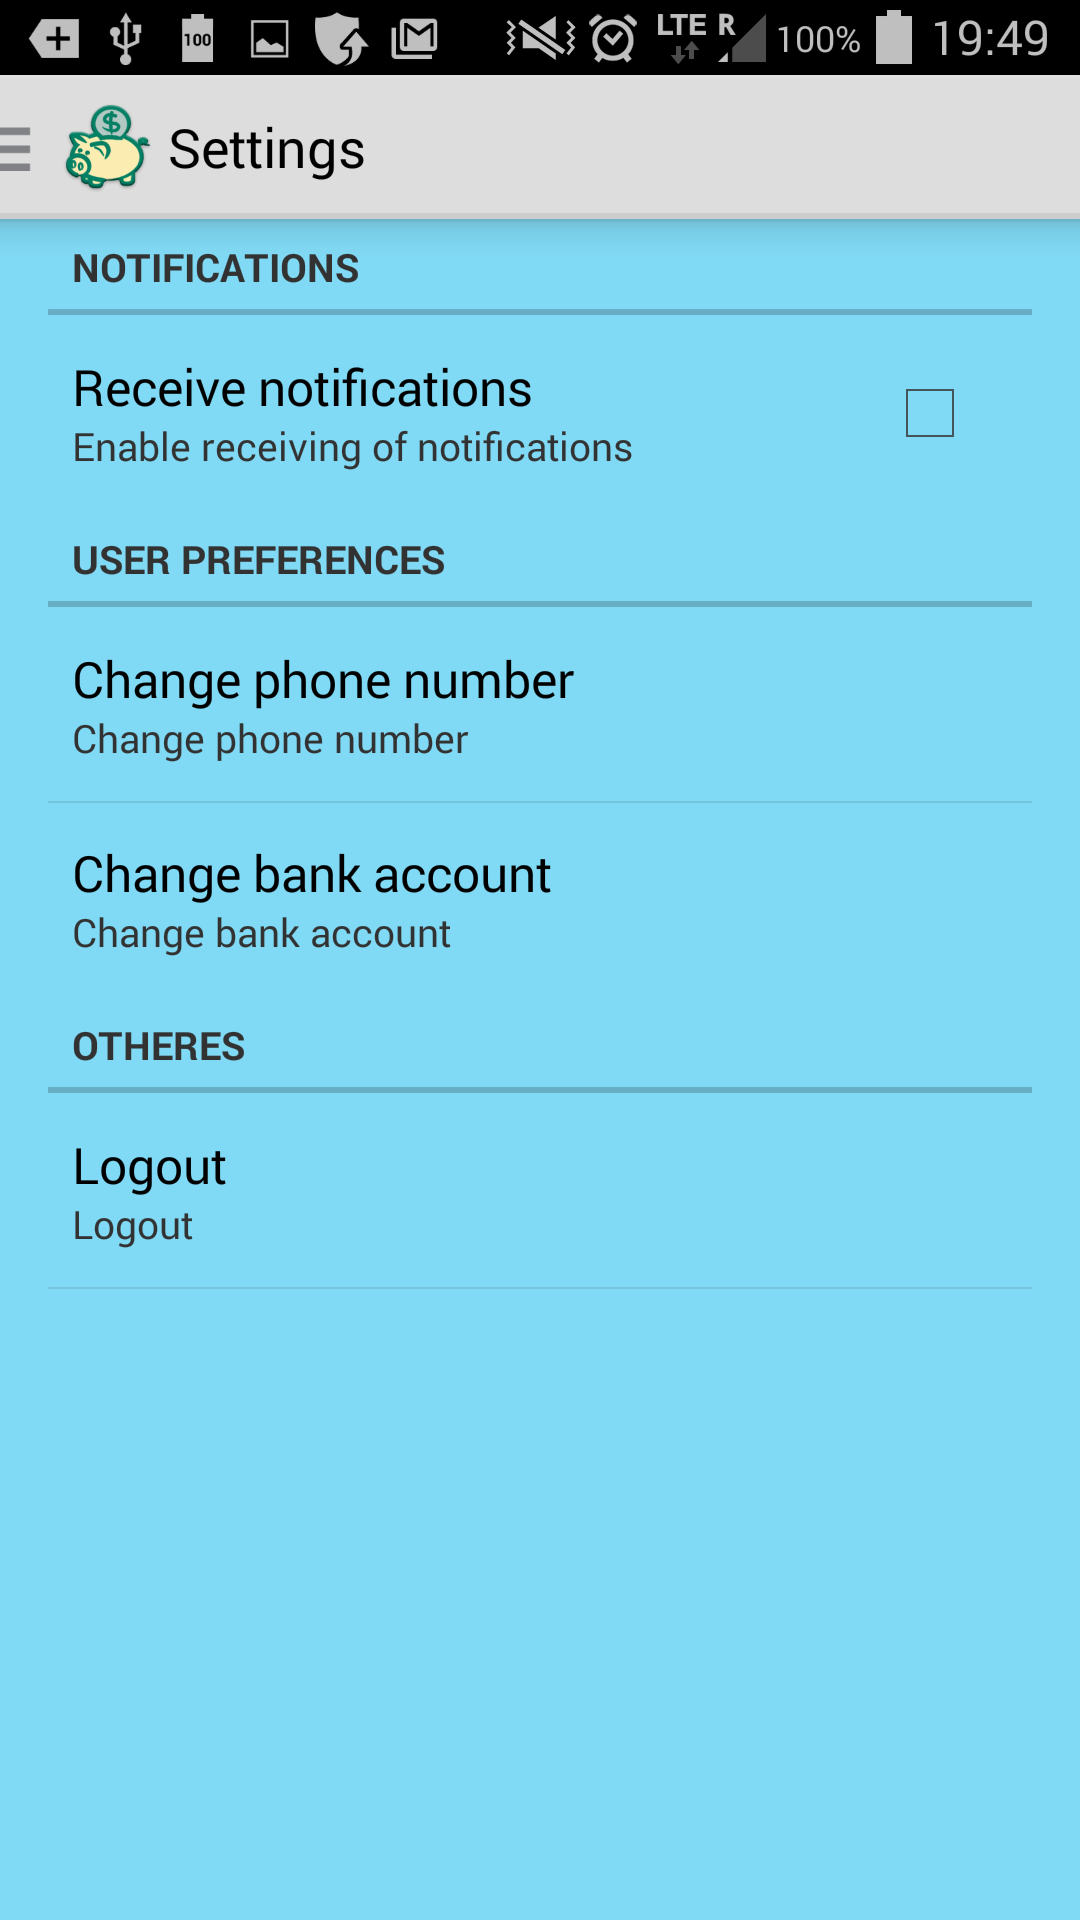 100 LTE R 100% 19:49
$ Settings
NOTIFICATIONS
Receive notifications
Enable receiving of notifications
USER PREFERENCES
Change phone number
Change phone number
Change bank account
Change bank account
OTHERES
Logout
Logout